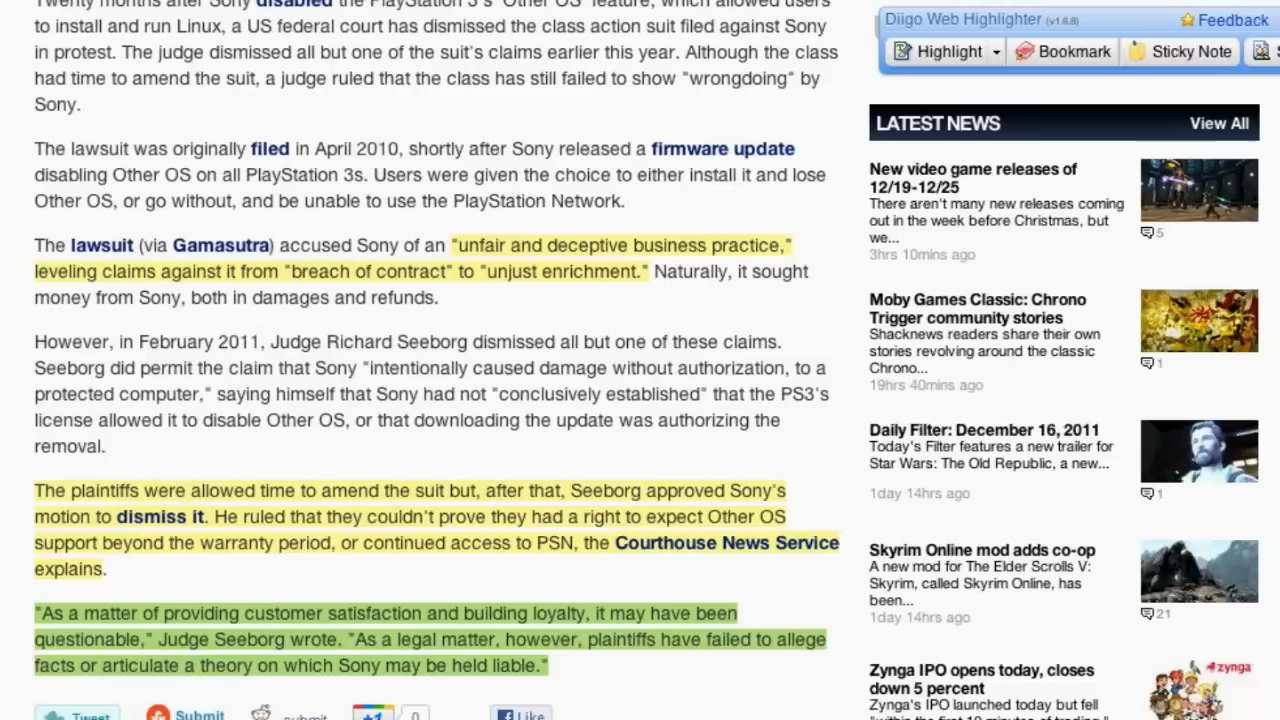 Twenty months after Sony disabled the PlayStation 3's "Other OS" feature, which allowed users
to install and run Linux, a US federal court has dismissed the class action suit filed against Sony
in protest. The judge dismissed all but one of the suit's claims earlier this year. Although the class
had time to amend the suit, a judge ruled that the class has still failed to show "wrongdoing" by
Sony.
The lawsuit was originally filed in April 2010, shortly after Sony released a firmware update
disabling Other OS on all PlayStation 3s. Users were given the choice to either install it and lose
Other OS, or go without, and be unable to use the PlayStation Network.
The lawsuit (via Gamasutra) accused Sony of an "unfair and deceptive business practice,"
leveling claims against it from "breach of contract" to "unjust enrichment." Naturally, it sought
money from Sony, both in damages and refunds.
However, in February 2011, Judge Richard Seeborg dismissed all but one of these claims.
Seeborg did permit the claim that Sony "intentionally caused damage without authorization, to a
protected computer," saying himself that Sony had not "conclusively established" that the PS3's
license allowed it to disable Other OS, or that downloading the update was authorizing the
removal.
The plaintiffs were allowed time to amend the suit but, after that, Seeborg approved Sony's
motion to dismiss it. He ruled that they couldn't prove they had a right to expect Other OS
support beyond the warranty period, or continued access to PSN, the Courthouse News Service
explains.
"As a matter of providing customer satisfaction and building loyalty, it may have been
questionable," Judge Seeborg wrote. "As a legal matter, however, plaintiffs have failed to allege
facts or articulate a theory on which Sony may be held liable."
Tweet Submit submit +1 0 Like
Diigo Web Highlighter (v1.6.8) Feedback
Highlight Bookmark Sticky Note
LATEST NEWS View All
New video game releases of
12/19-12/25
There aren't many new releases coming
out in the week before Christmas, but
we...
5
3hrs 10mins ago
Moby Games Classic: Chrono
Trigger community stories
Shacknews readers share their own
stories revolving around the classic
Chrono...
1
19hrs 40mins ago
Daily Filter: December 16, 2011
Today's Filter features a new trailer for
Star Wars: The Old Republic, a new...
1day 14hrs ago
1
Skyrim Online mod adds co-op
A new mod for The Elder Scrolls V:
Skyrim, called Skyrim Online, has
been...
21
1day 14hrs ago
Zynga IPO opens today, closes
down 5 percent
zynga
Zynga's IPO launched today but fell
"within the first 10 minutes of trading."